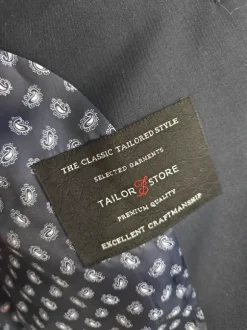 THE CLASSIC TAILORED STYLE
SELECTED GARMENTS
TAILOR & STORE
PREMIUM QUALITY
EXCELLENT CRAFTMANSHIP